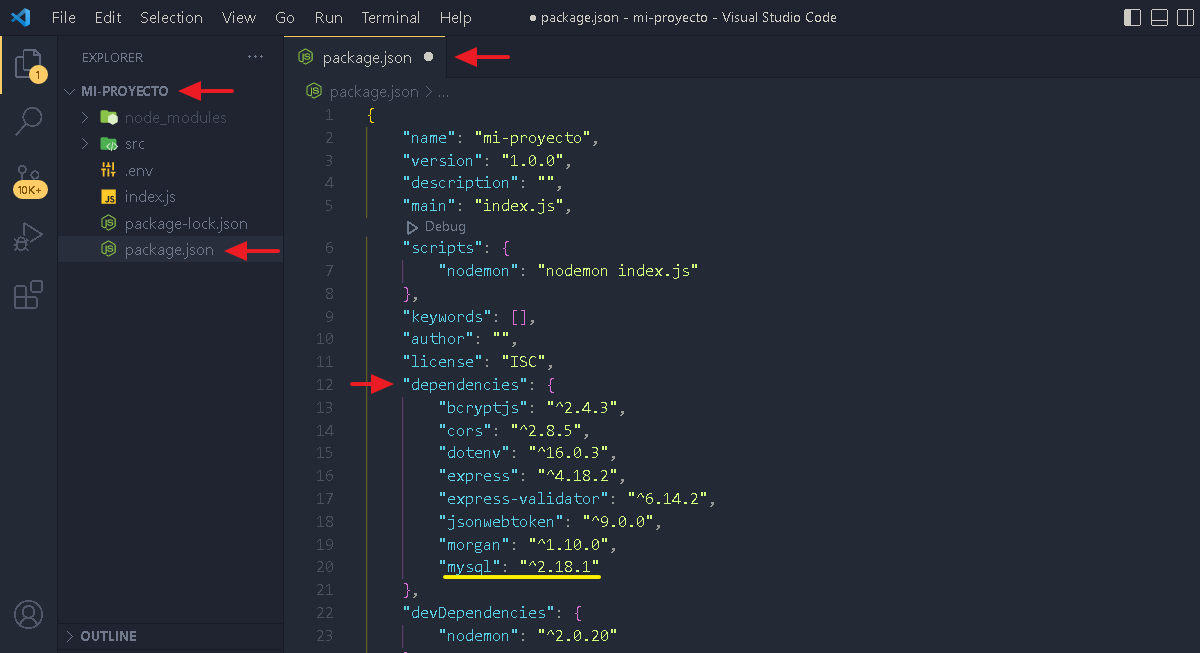 File Edit Selection View Go Run Terminal Help ● package.json - mi-proyecto - Visual Studio Code
EXPLORER ···
1
MI-PROYECTO
node_modules
src
.env
10K+
JS index.js
package-lock.json
package.json
OUTLINE
JS package.json ●
JS package.json > ...
1 {
2 "name": "mi-proyecto",
3 "version": "1.0.0",
4 "description": "",
5 "main": "index.js",
Debug
6 "scripts": {
7 "nodemon": "nodemon index.js"
8 },
9 "keywords": [],
10 "author": "",
11 "license": "ISC",
12 "dependencies": {
13 "bcryptjs": "^2.4.3",
14 "cors": "^2.8.5",
15 "dotenv": "^16.0.3",
16 "express": "^4.18.2",
17 "express-validator": "^6.14.2",
18 "jsonwebtoken": "^9.0.0",
19 "morgan": "^1.10.0",
20 "mysql": "^2.18.1"
21 },
22 "devDependencies": {
23 "nodemon": "^2.0.20"